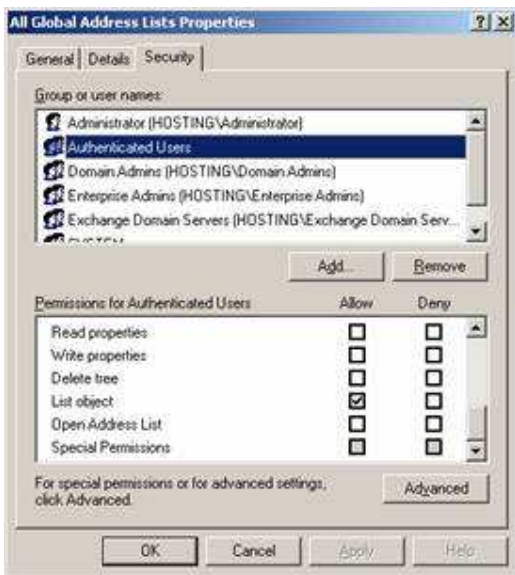 All Global Address Lists Properties
General Details Security
Group or user names:
Administrator (HOSTING\Administrator)
Authenticated Users
Domain Admins (HOSTING\Domain Admins)
Enterprise Admins (HOSTING\Enterprise Admins)
Exchange Domain Servers (HOSTING\Exchange Domain Serv...
SYSTEM
Add... Remove
Permissions for Authenticated Users Allow Deny
Read properties
Write properties
Delete tree
List object
Open Address List
Special Permissions
For special permissions or for advanced settings,
click Advanced.
Advanced
OK Cancel Apply Help